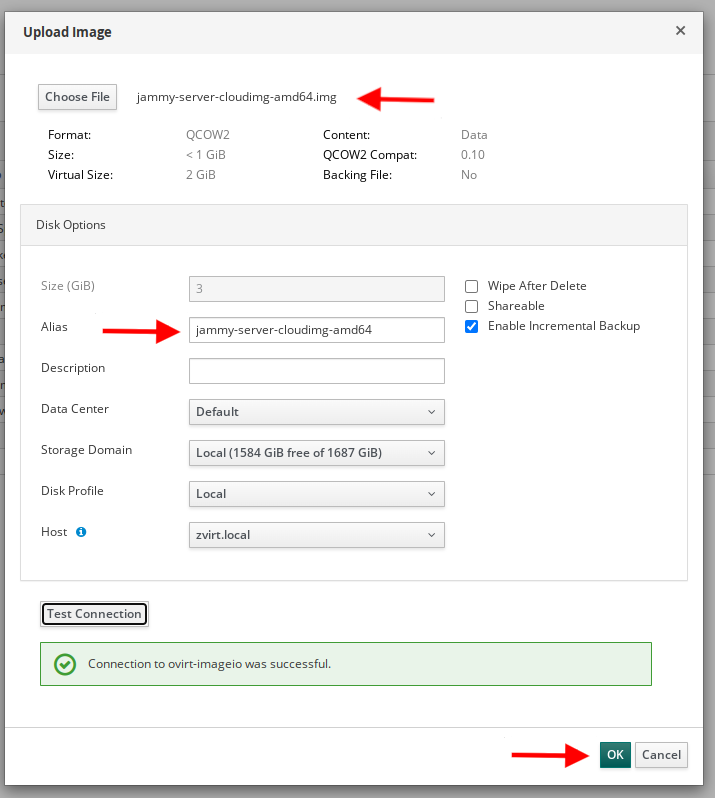 Upload Image
Choose File jammy-server-cloudimg-amd64.img
Format: QCOW2 Content: Data
Size: < 1 GiB QCOW2 Compat: 0.10
Virtual Size: 2 GiB Backing File: No
Disk Options
Size (GiB) 3 Wipe After Delete
Shareable
Alias jammy-server-cloudimg-amd64 Enable Incremental Backup
Description
Data Center Default
Storage Domain Local (1584 GiB free of 1687 GiB)
Disk Profile Local
Host zvirt.local
Test Connection
Connection to ovirt-imageio was successful.
OK Cancel